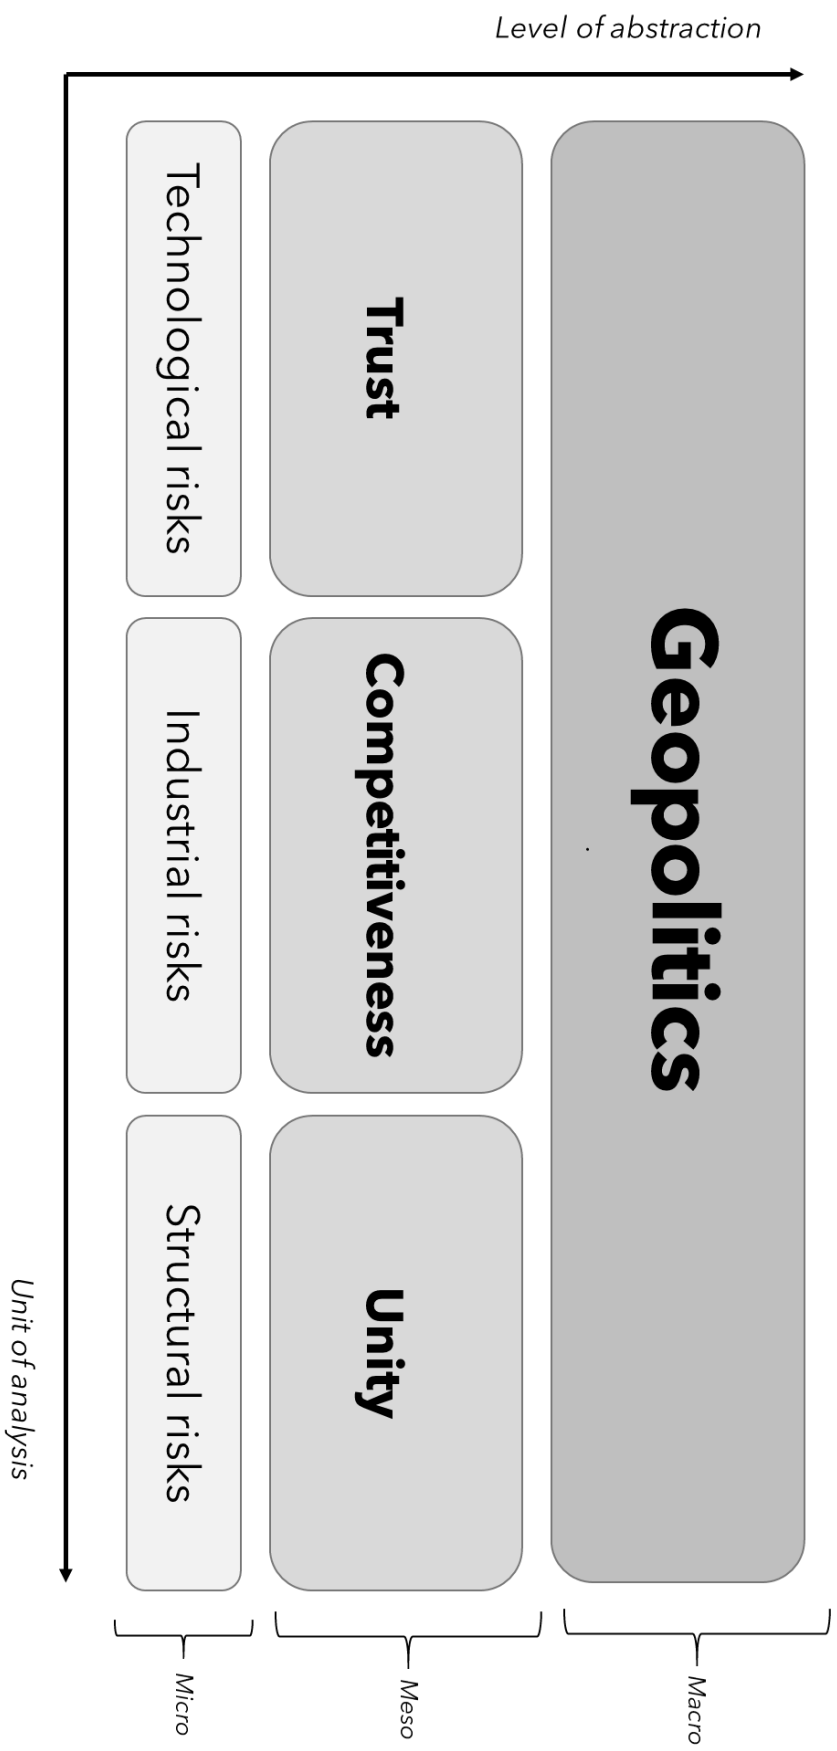 Level of abstraction
Geopolitics
Macro
Trust
Competitiveness
Unity
Meso
Technological risks
Industrial risks
Structural risks
Micro
Unit of analysis